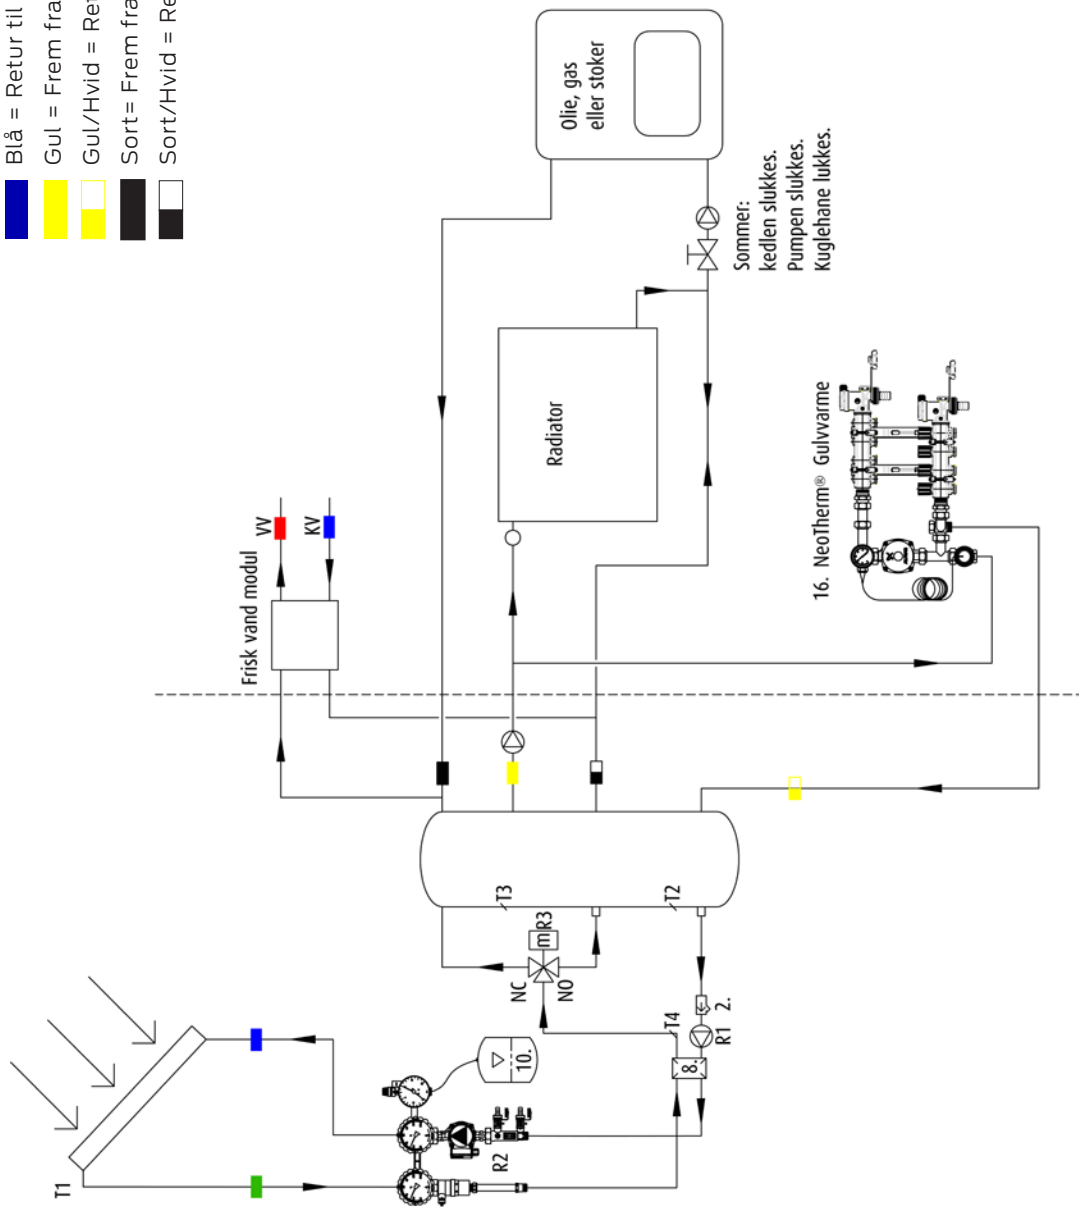 Blå = Retur til
Gul = Frem fra
Gul/Hvid = Ret
Sort= Frem fra
Sort/Hvid = Re
Olie, gas
eller stoker
Sommer:
kedlen slukkes.
Pumpen slukkes.
Kuglehane lukkes.
Radiator
VV
KV
Frisk vand modul
16. NeoTherm® Gulvvarme
T3
T2
mR3
NC
NO
T4
2.
R1
8.
10.
R2
T1